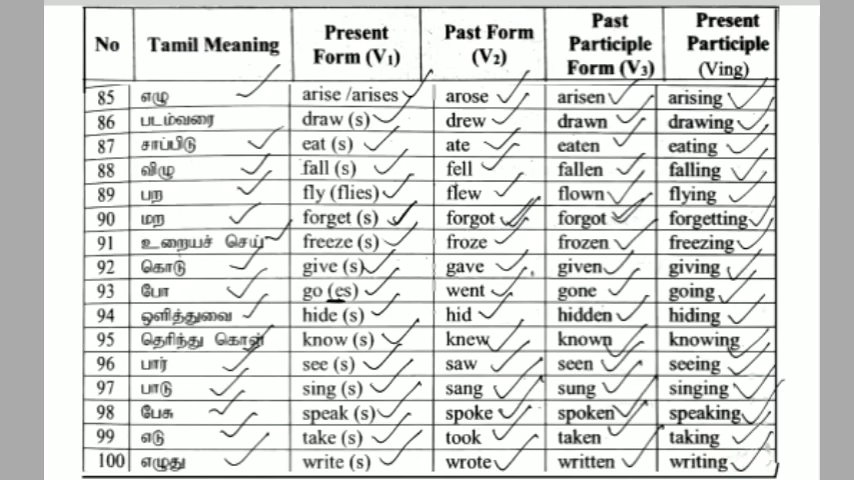 No Tamil Meaning Present Form (V1) Past Form (V2) Past Participle Form (V3) Present Participle (Ving)
85 எழு arise /arises arose arisen arising
86 படம்வரை draw (s) drew drawn drawing
87 சாப்பிடு eat (s) ate eaten eating
88 விழு fall (s) fell fallen falling
89 பற fly (flies) flew flown flying
90 மற forget (s) forgot forgot forgetting
91 உறையச் செய் freeze (s) froze frozen freezing
92 கொடு give (s) gave given giving
93 போ go (es) went gone going
94 ஒளித்துவை hide (s) hid hidden hiding
95 தெரிந்து கொள் know (s) knew known knowing
96 பார் see (s) saw seen seeing
97 பாடு sing (s) sang sung singing
98 பேசு speak (s) spoke spoken speaking
99 எடு take (s) took taken taking
100 எழுது write (s) wrote written writing